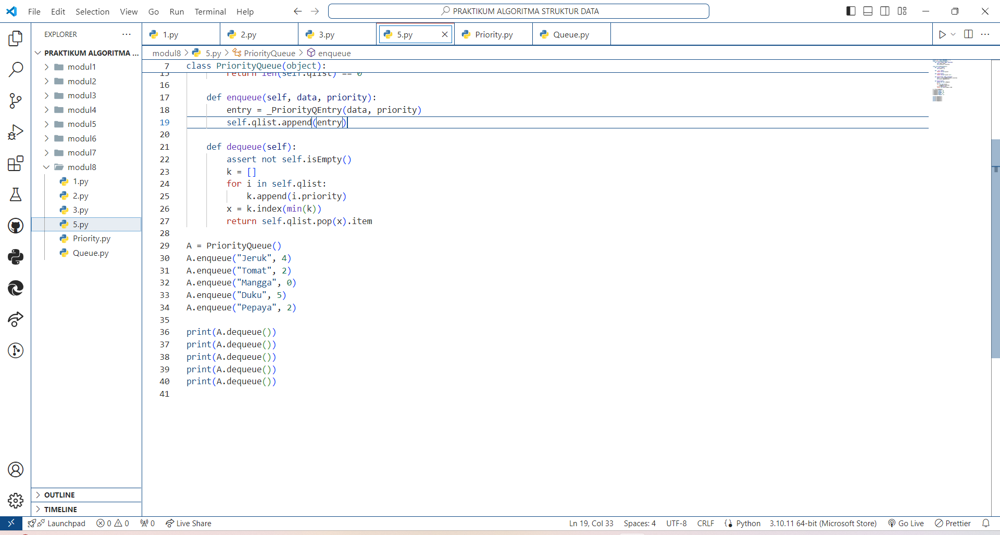 File Edit Selection View Go Run Terminal Help
PRAKTIKUM ALGORITMA STRUKTUR DATA
EXPLORER
PRAKTIKUM ALGORITMA ...
modul1
modul2
modul3
modul4
modul5
modul6
modul7
modul8
1.py
2.py
3.py
5.py
Priority.py
Queue.py
OUTLINE
TIMELINE
1.py 2.py 3.py 5.py Priority.py Queue.py
modul8 > 5.py > PriorityQueue > enqueue
7 class PriorityQueue(object):
15 return len(self.qlist) == 0
16
17 def enqueue(self, data, priority):
18 entry = _PriorityQEntry(data, priority)
19 self.qlist.append(entry)
20
21 def dequeue(self):
22 assert not self.isEmpty()
23 k = []
24 for i in self.qlist:
25 k.append(i.priority)
26 x = k.index(min(k))
27 return self.qlist.pop(x).item
28
29 A = PriorityQueue()
30 A.enqueue("Jeruk", 4)
31 A.enqueue("Tomat", 2)
32 A.enqueue("Mangga", 0)
33 A.enqueue("Duku", 5)
34 A.enqueue("Pepaya", 2)
35
36 print(A.dequeue())
37 print(A.dequeue())
38 print(A.dequeue())
39 print(A.dequeue())
40 print(A.dequeue())
41
Launchpad 0 0 0 Live Share Ln 19, Col 33 Spaces: 4 UTF-8 CRLF Python 3.10.11 64-bit (Microsoft Store) Go Live Prettier